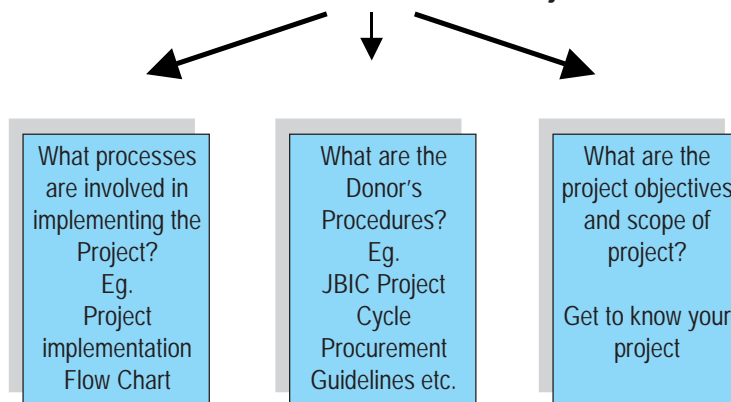 What processes
are involved in
implementing the
Project?
Eg.
Project
implementation
Flow Chart
What are the
Donor's
Procedures?
Eg.
JBIC Project
Cycle
Procurement
Guidelines etc.
What are the
project objectives
and scope of
project?
Get to know your
project